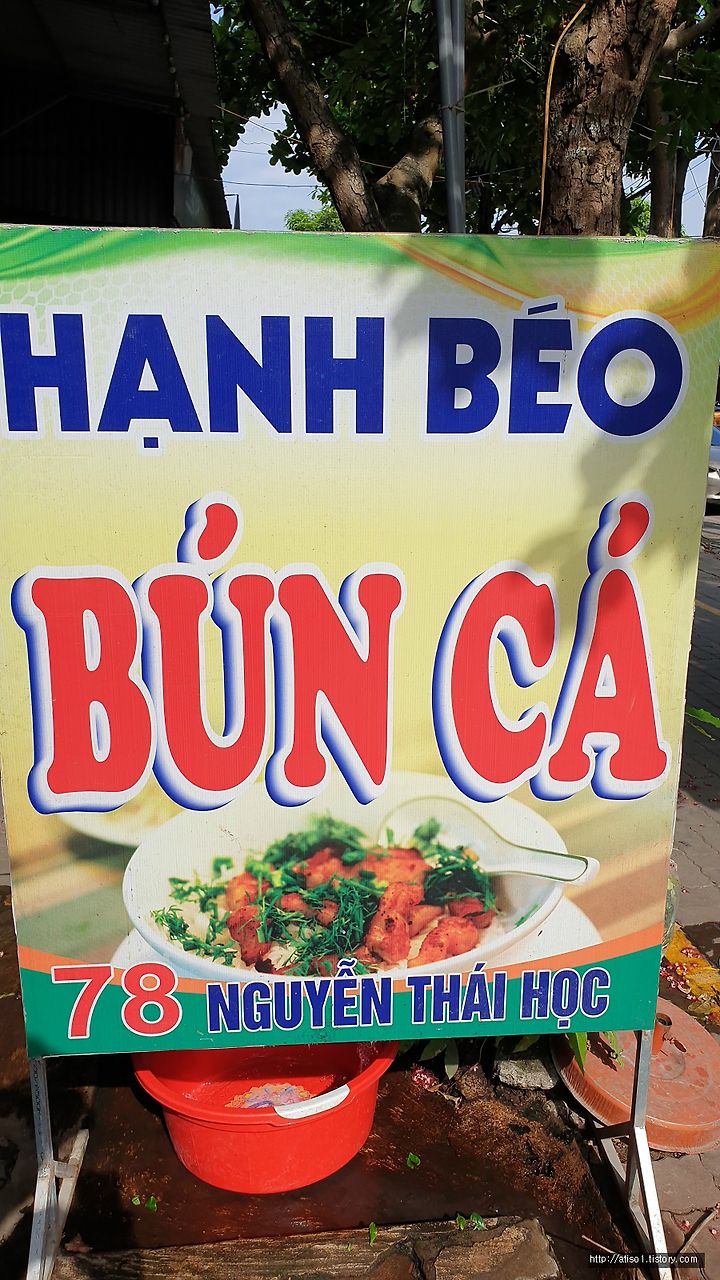 HẠNH BÉO
BÚN CÁ
78 NGUYỄN THÁI HỌC
http://atiso1.tistory.com